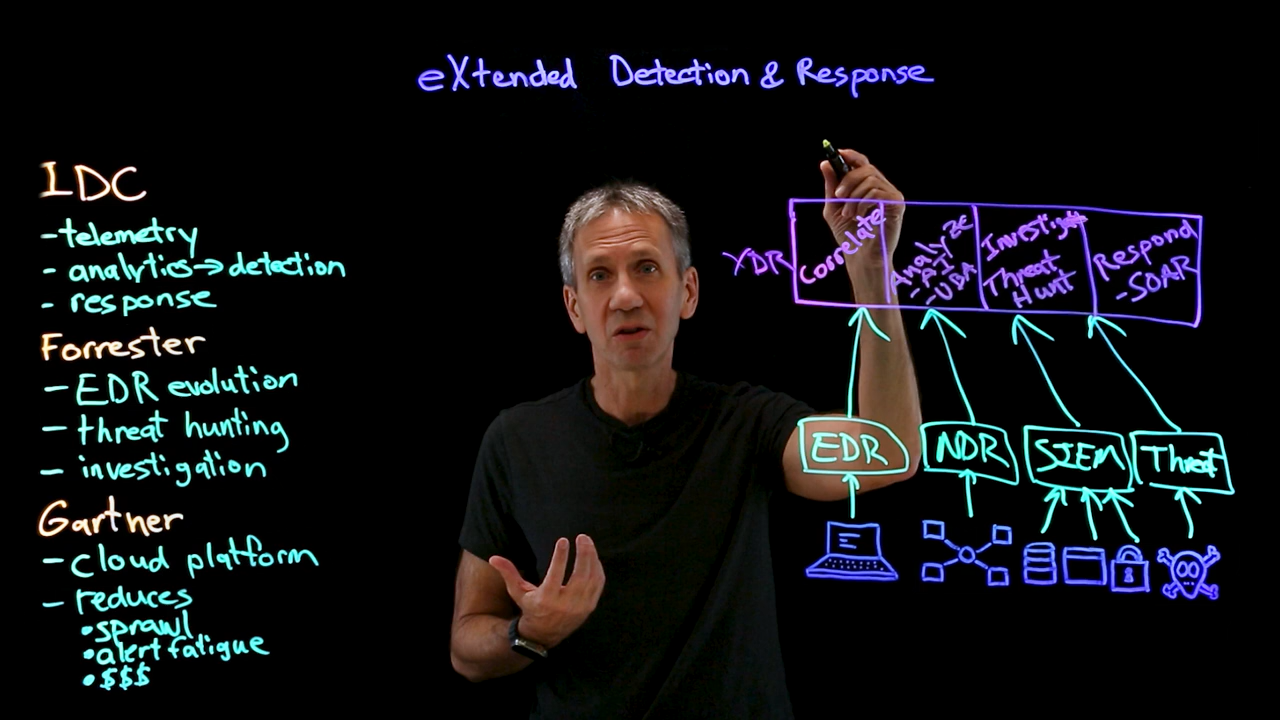 eXtended Detection & Response
IDC
- telemetry
- analytics → detection
- response
Forrester
- EDR evolution
- threat hunting
- investigation
Gartner
- cloud platform
- reduces
• sprawl
• alert fatigue
• $$$
XDR
Correlate
Analyze
- AI
- UBA
Investigate
Threat
Hunt
Respond
- SOAR
EDR
NDR
SIEM
Threat